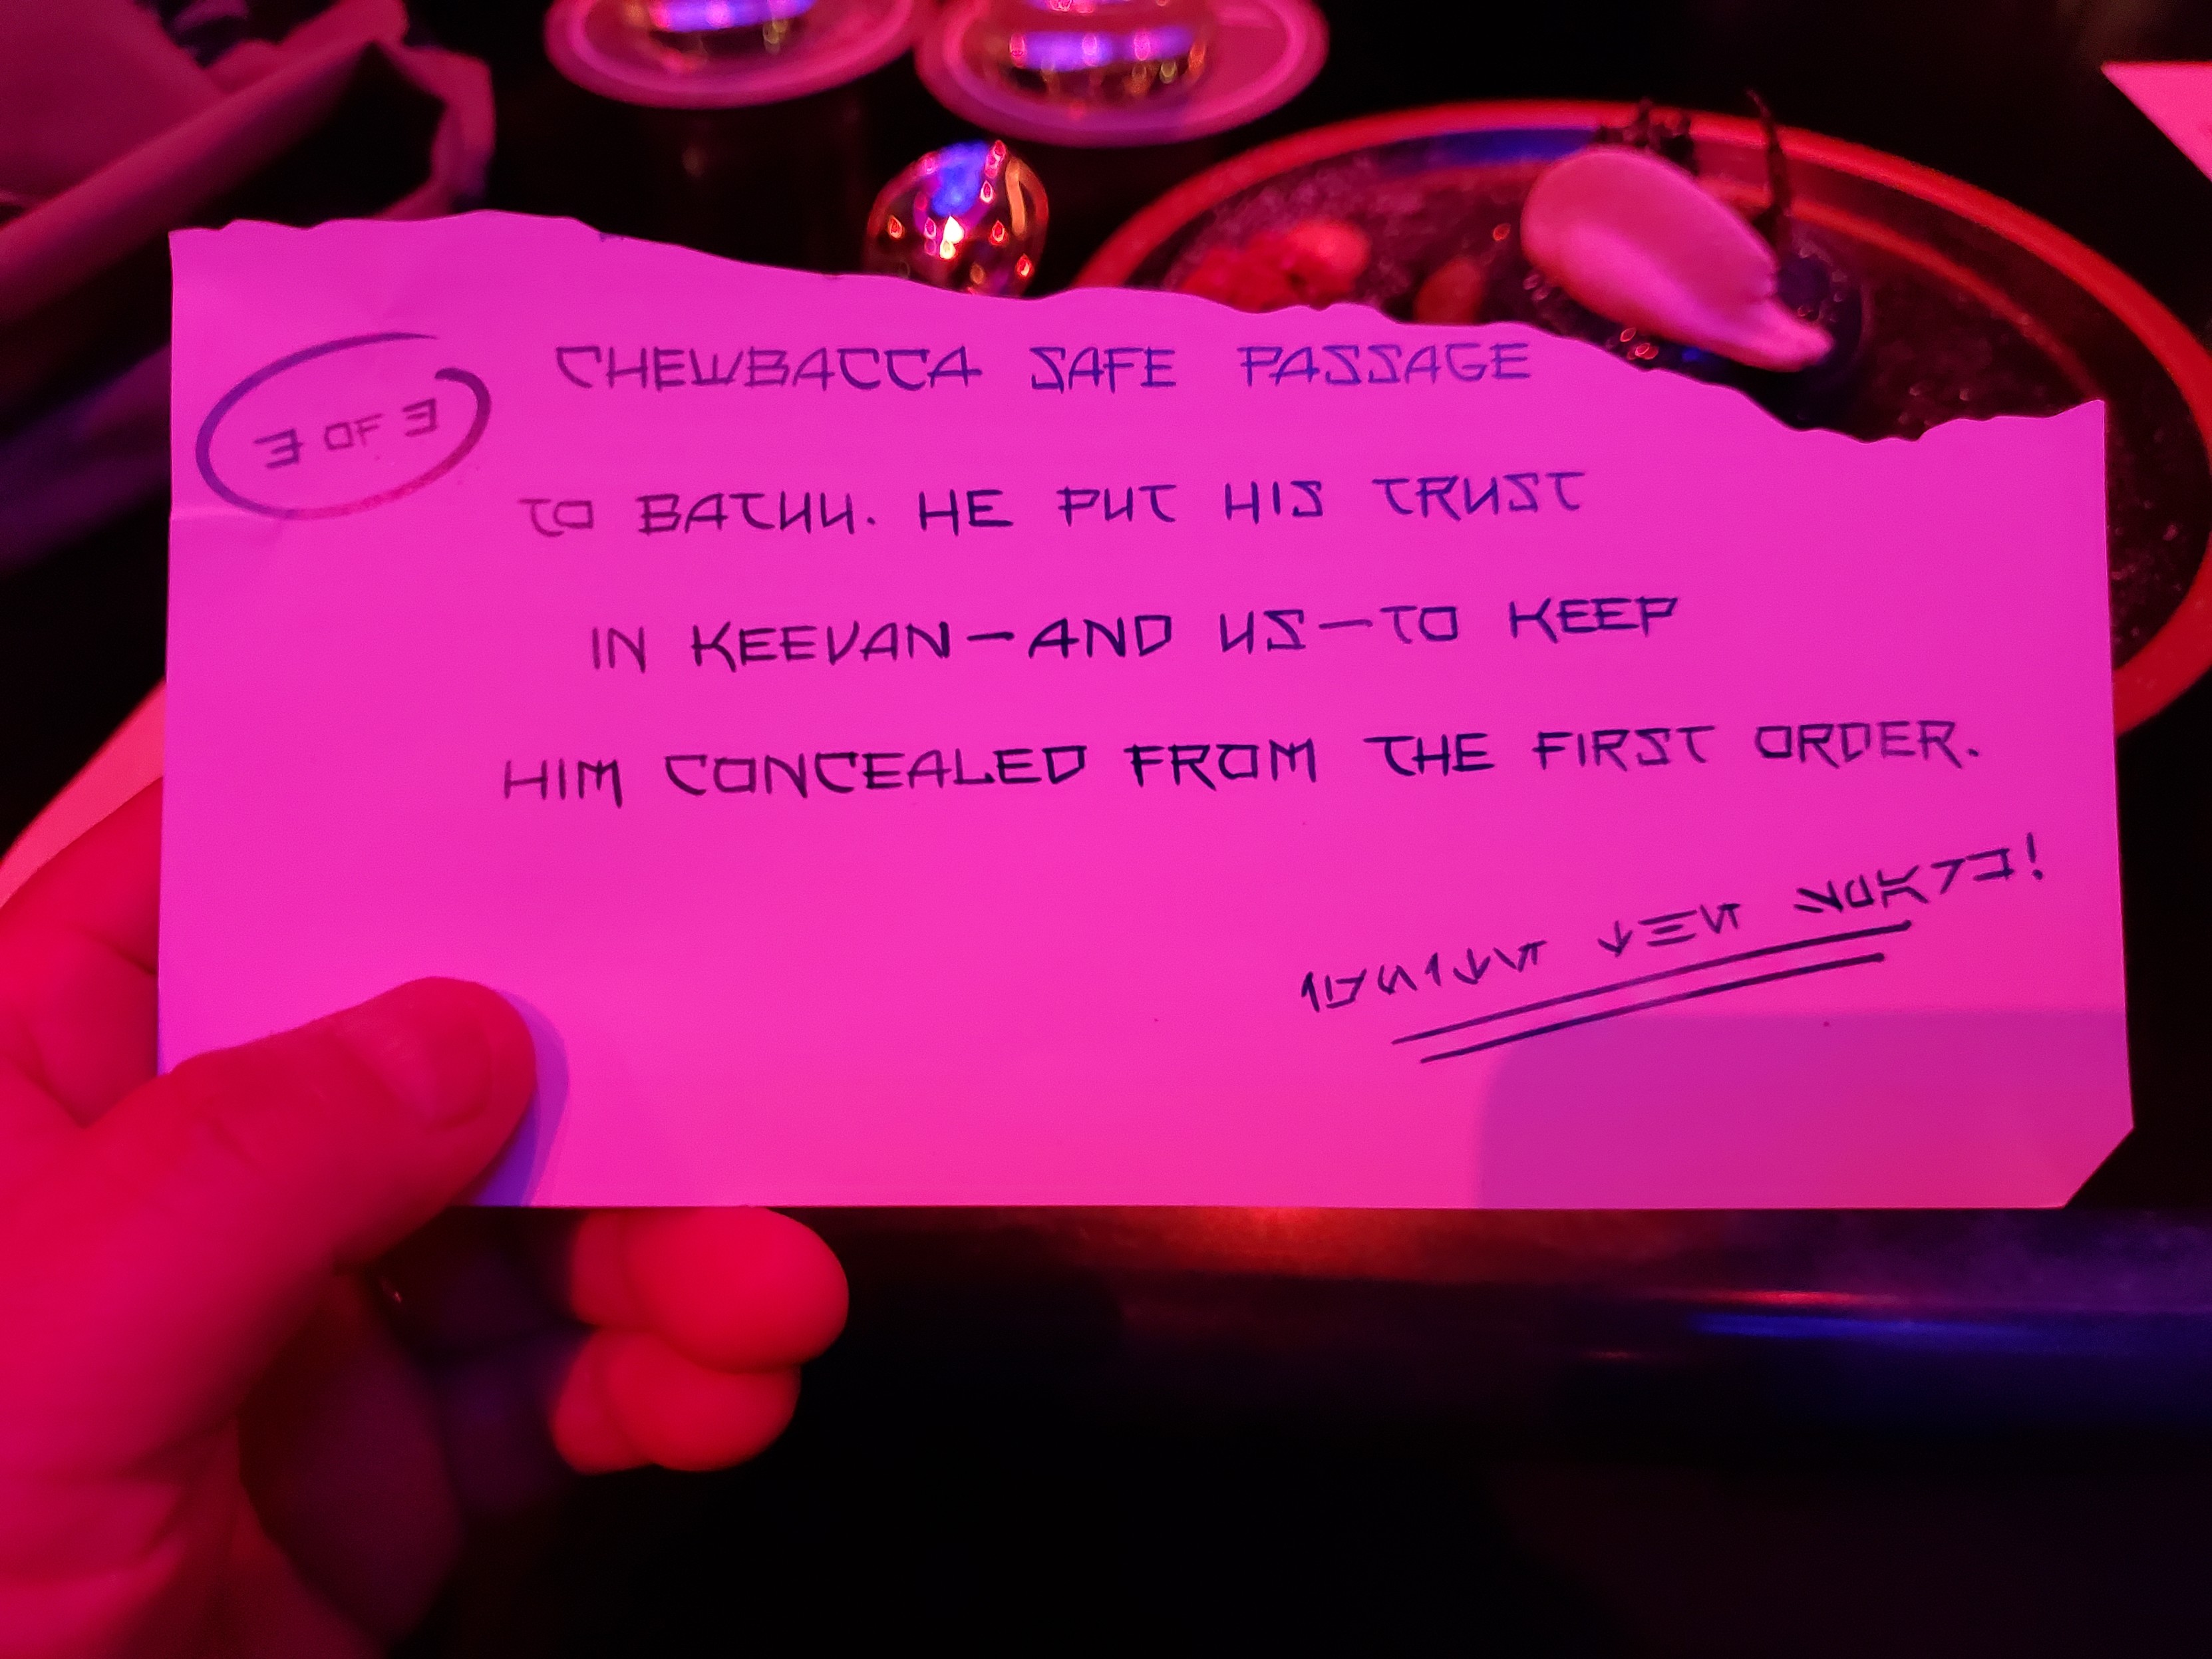 3 OF 3
CHEWBACCA SAFE PASSAGE
TO BATUU. HE PUT HIS TRUST
IN KEEVAN—AND US—TO KEEP
HIM CONCEALED FROM THE FIRST ORDER.